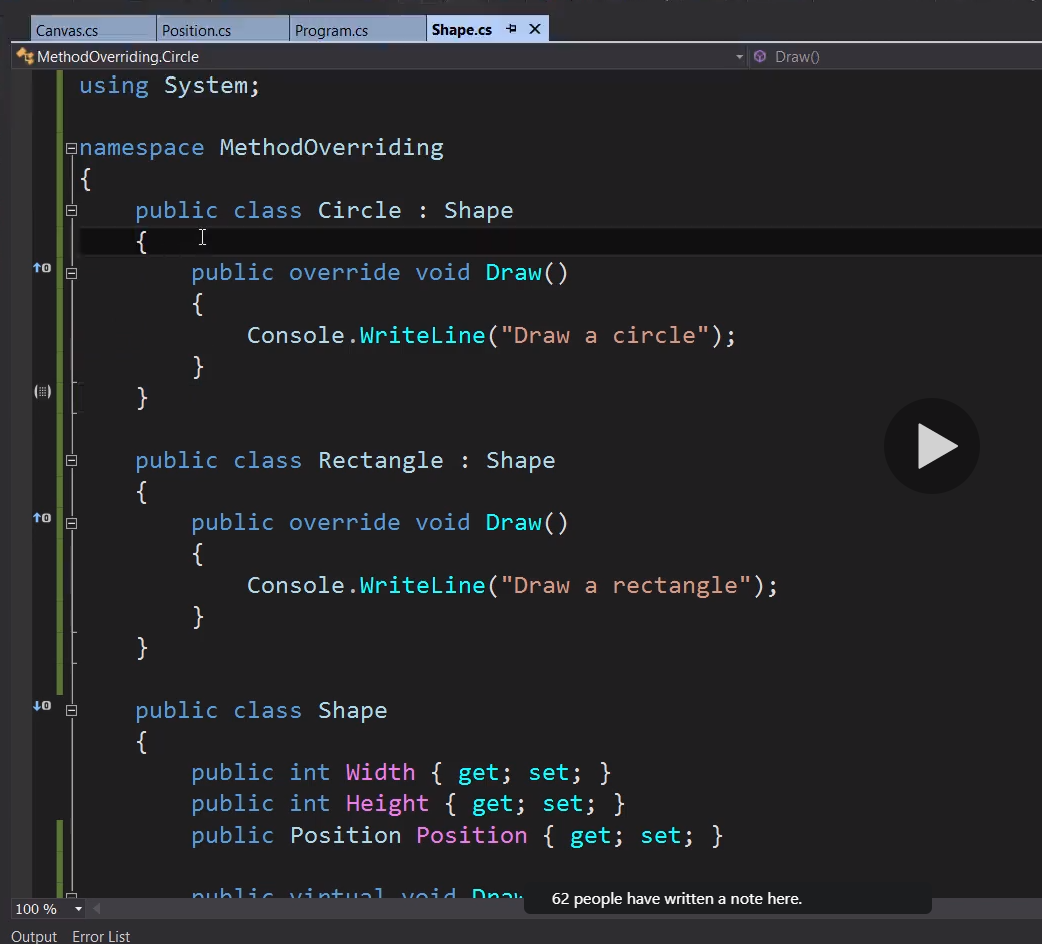 Canvas.cs Position.cs Program.cs Shape.cs
MethodOverriding.Circle Draw()
using System;
namespace MethodOverriding
{
public class Circle : Shape
{
public override void Draw()
{
Console.WriteLine("Draw a circle");
}
}
public class Rectangle : Shape
{
public override void Draw()
{
Console.WriteLine("Draw a rectangle");
}
}
public class Shape
{
public int Width { get; set; }
public int Height { get; set; }
public Position Position { get; set; }
public virtual void Draw
62 people have written a note here.
100 %
Output Error List